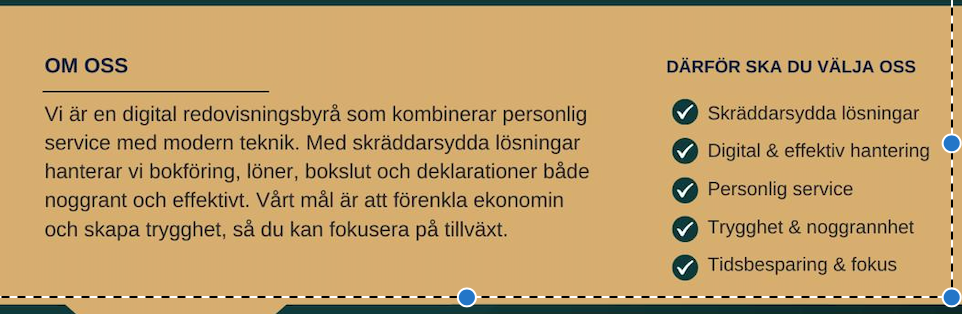 OM OSS
Vi är en digital redovisningsbyrå som kombinerar personlig
service med modern teknik. Med skräddarsydda lösningar
hanterar vi bokföring, löner, bokslut och deklarationer både
noggrant och effektivt. Vårt mål är att förenkla ekonomin
och skapa trygghet, så du kan fokusera på tillväxt.
DÄRFÖR SKA DU VÄLJA OSS
Skräddarsydda lösningar
Digital & effektiv hantering
Personlig service
Trygghet & noggrannhet
Tidsbesparing & fokus